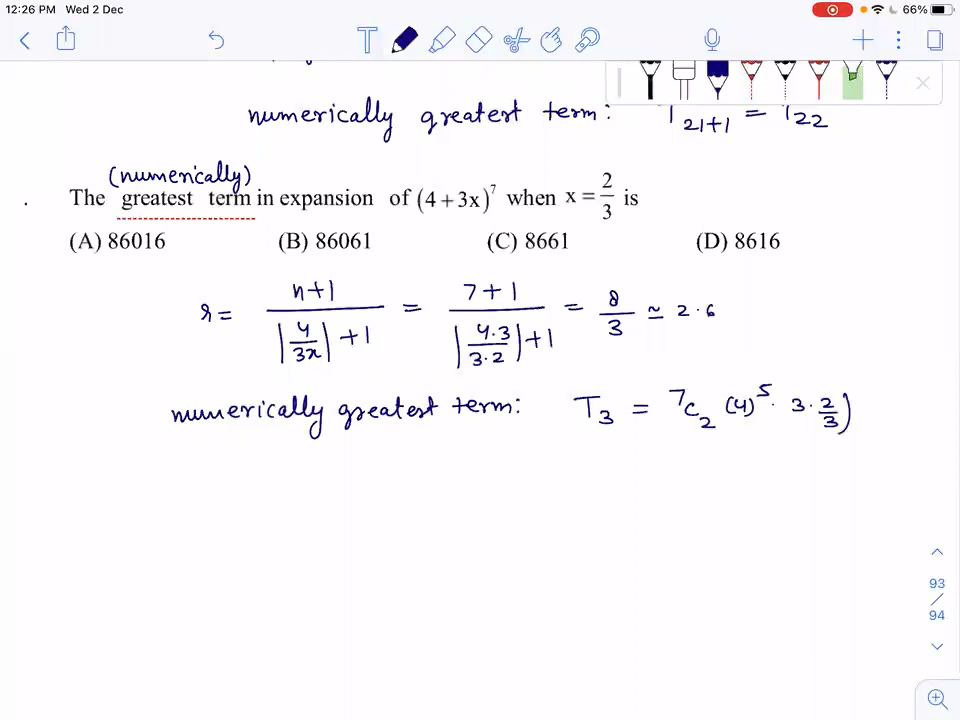 12:26 PM Wed 2 Dec 66%
numerically greatest term: T21+1 = T22
(numerically)
. The greatest term in expansion of (4 + 3x)^7 when x = 2/3 is
(A) 86016 (B) 86061 (C) 8661 (D) 8616
r = (n+1)/(|4/3x| + 1) = (7+1)/(|4·3/3·2| + 1) = 8/3 ≃ 2.6
numerically greatest term: T3 = 7C2 (4)^5 · 3 · 2/3)
93
/
94